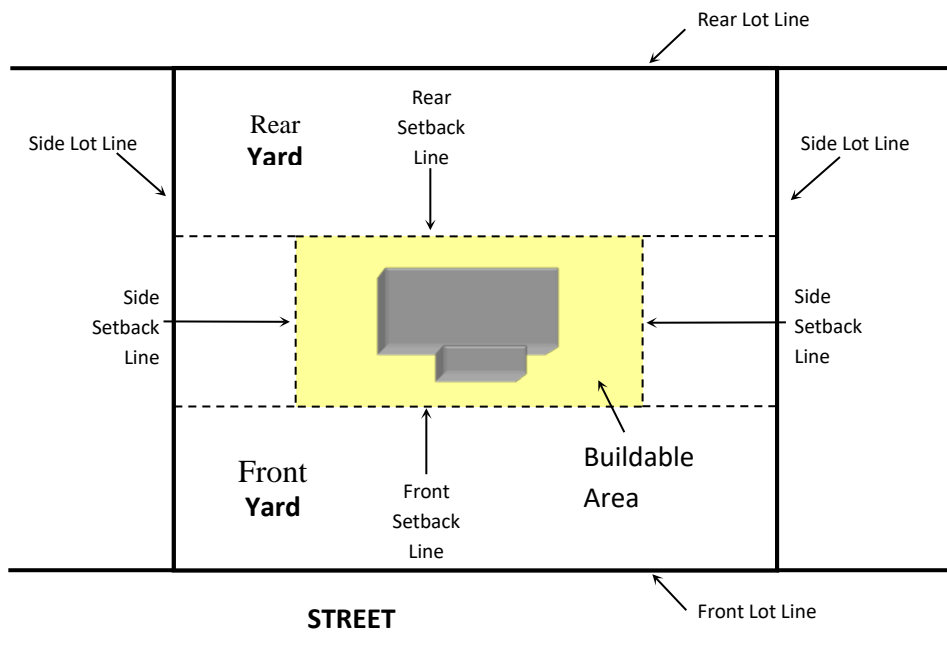 Rear Lot Line
Rear
Setback
Line
Rear
Yard
Side Lot Line
Side Lot Line
Side
Setback
Line
Side
Setback
Line
Buildable
Area
Front
Yard
Front
Setback
Line
Front Lot Line
STREET